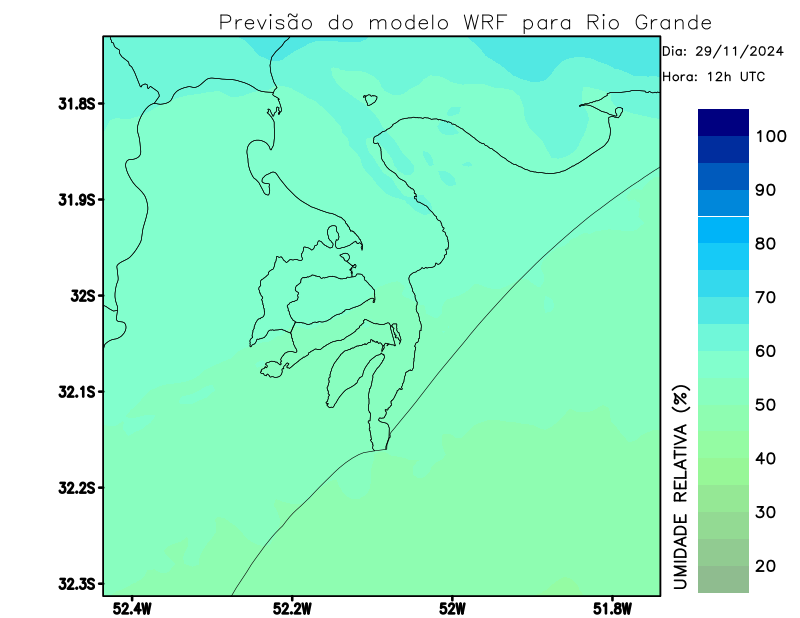 Previsão do modelo WRF para Rio Grande
Dia: 29/11/2024
Hora: 12h UTC
31.8S
31.9S
32S
32.1S
32.2S
32.3S
52.4W 52.2W 52W 51.8W
100
90
80
70
60
50
40
30
20
UMIDADE RELATIVA (%)